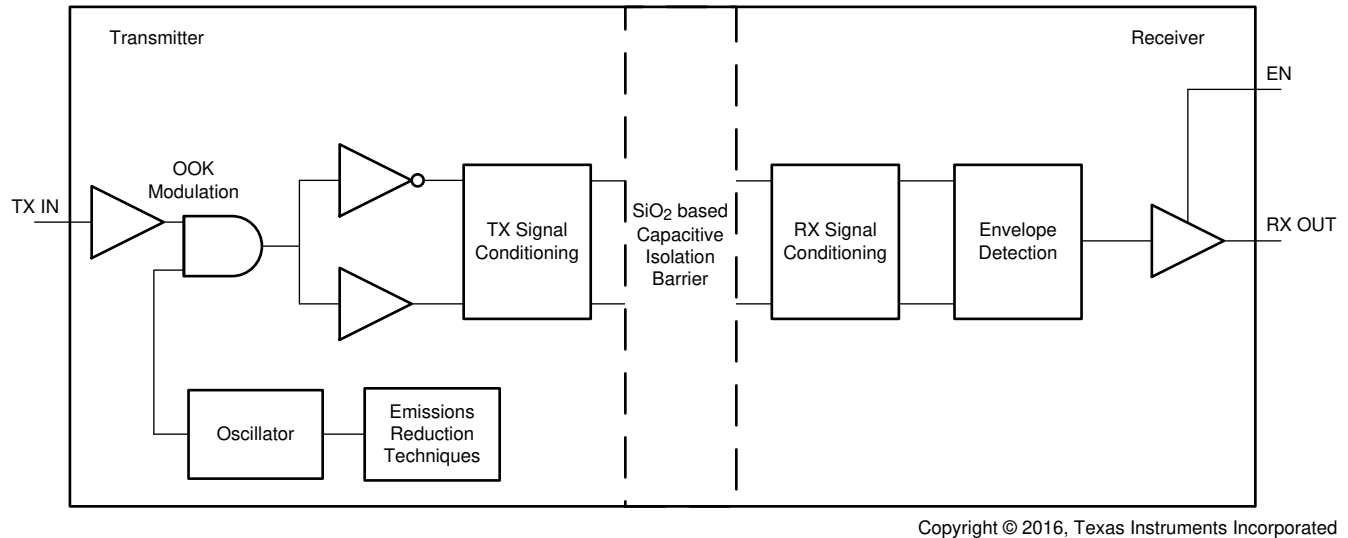 Transmitter
Receiver
EN
OOK
Modulation
TX IN
TX Signal
Conditioning
SiO2 based
Capacitive
Isolation
Barrier
RX Signal
Conditioning
Envelope
Detection
RX OUT
Oscillator
Emissions
Reduction
Techniques
Copyright © 2016, Texas Instruments Incorporated